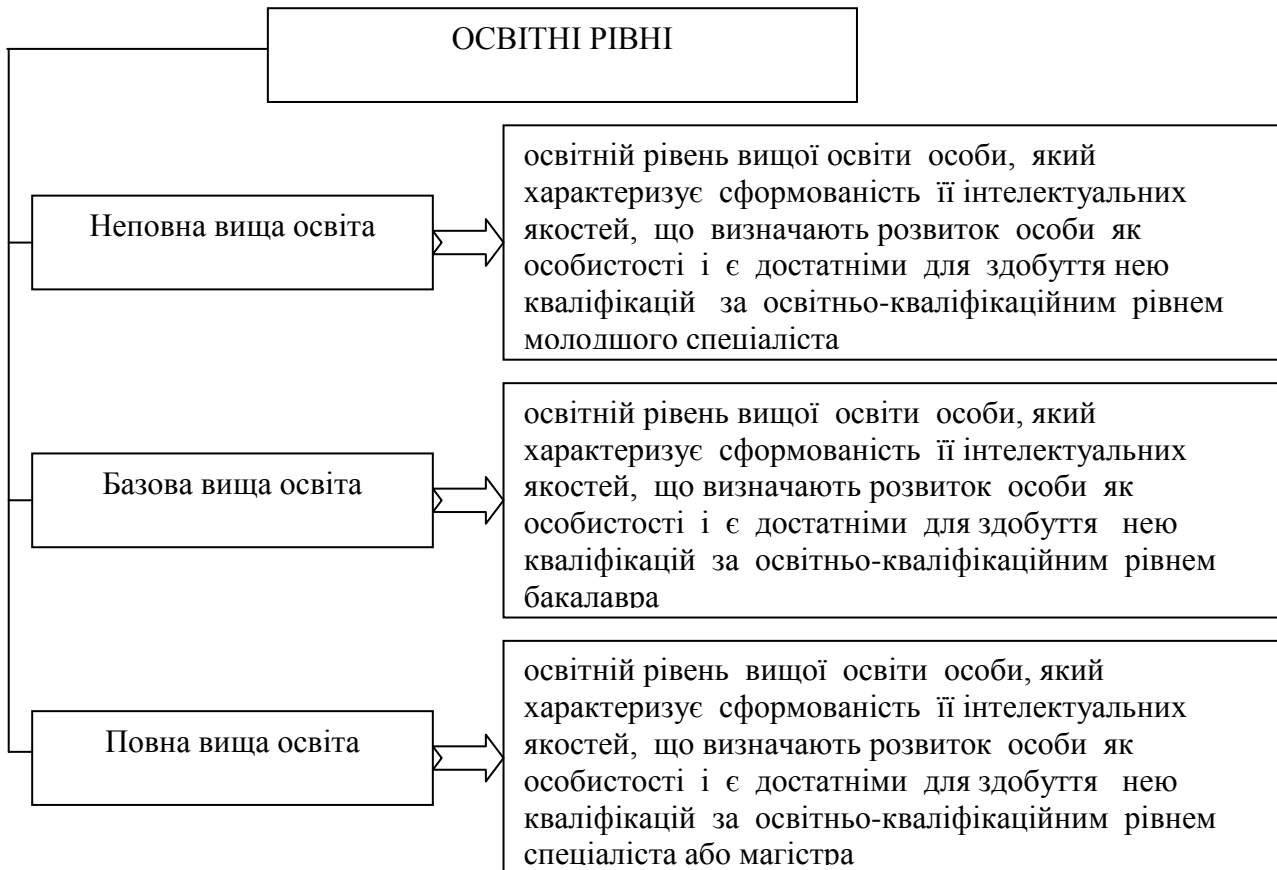 ОСВІТНІ РІВНІ
Неповна вища освіта
освітній рівень вищої освіти особи, який
характеризує сформованість її інтелектуальних
якостей, що визначають розвиток особи як
особистості і є достатніми для здобуття нею
кваліфікацій за освітньо-кваліфікаційним рівнем
молодшого спеціаліста
Базова вища освіта
освітній рівень вищої освіти особи, який
характеризує сформованість її інтелектуальних
якостей, що визначають розвиток особи як
особистості і є достатніми для здобуття нею
кваліфікацій за освітньо-кваліфікаційним рівнем
бакалавра
Повна вища освіта
освітній рівень вищої освіти особи, який
характеризує сформованість її інтелектуальних
якостей, що визначають розвиток особи як
особистості і є достатніми для здобуття нею
кваліфікацій за освітньо-кваліфікаційним рівнем
спеціаліста або магістра